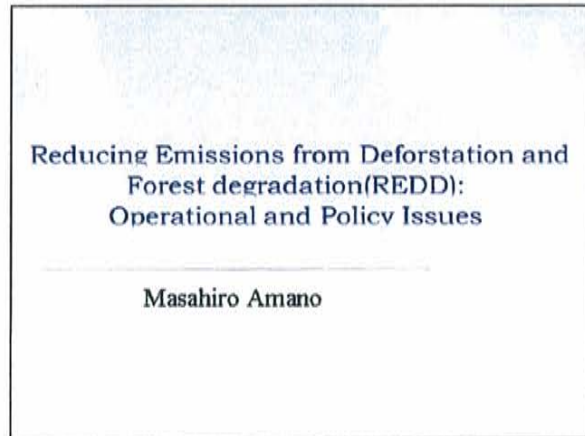 Reducing Emissions from Deforstation and
Forest degradation(REDD):
Operational and Policy Issues
Masahiro Amano